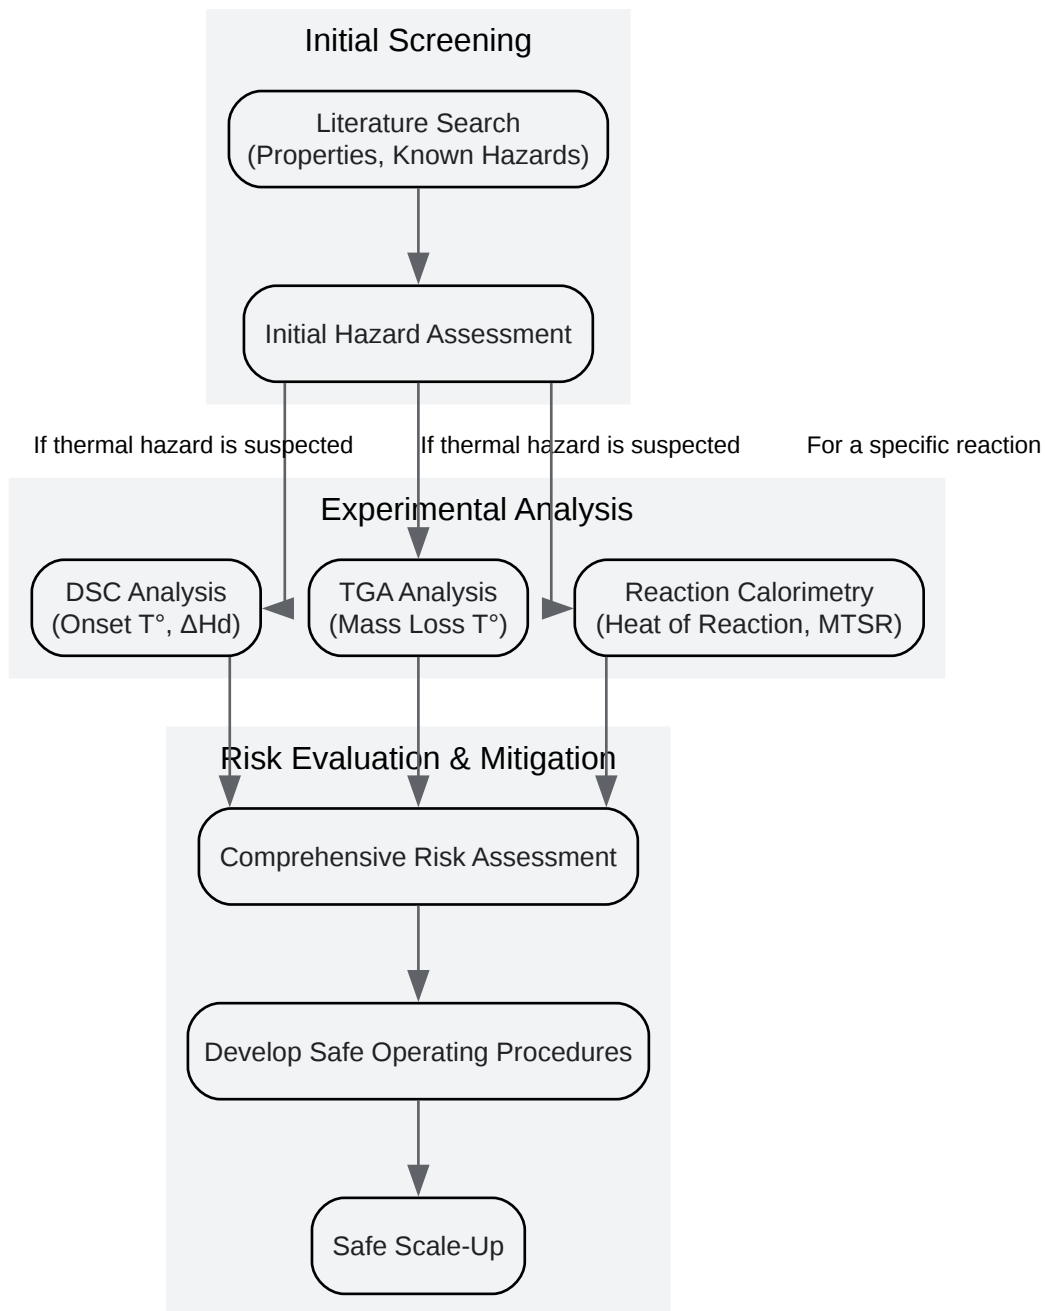 Initial Screening
Literature Search
(Properties, Known Hazards)
Initial Hazard Assessment
If thermal hazard is suspected
If thermal hazard is suspected
For a specific reaction
Experimental Analysis
DSC Analysis
(Onset T°, ΔHd)
TGA Analysis
(Mass Loss T°)
Reaction Calorimetry
(Heat of Reaction, MTSR)
Risk Evaluation & Mitigation
Comprehensive Risk Assessment
Develop Safe Operating Procedures
Safe Scale-Up